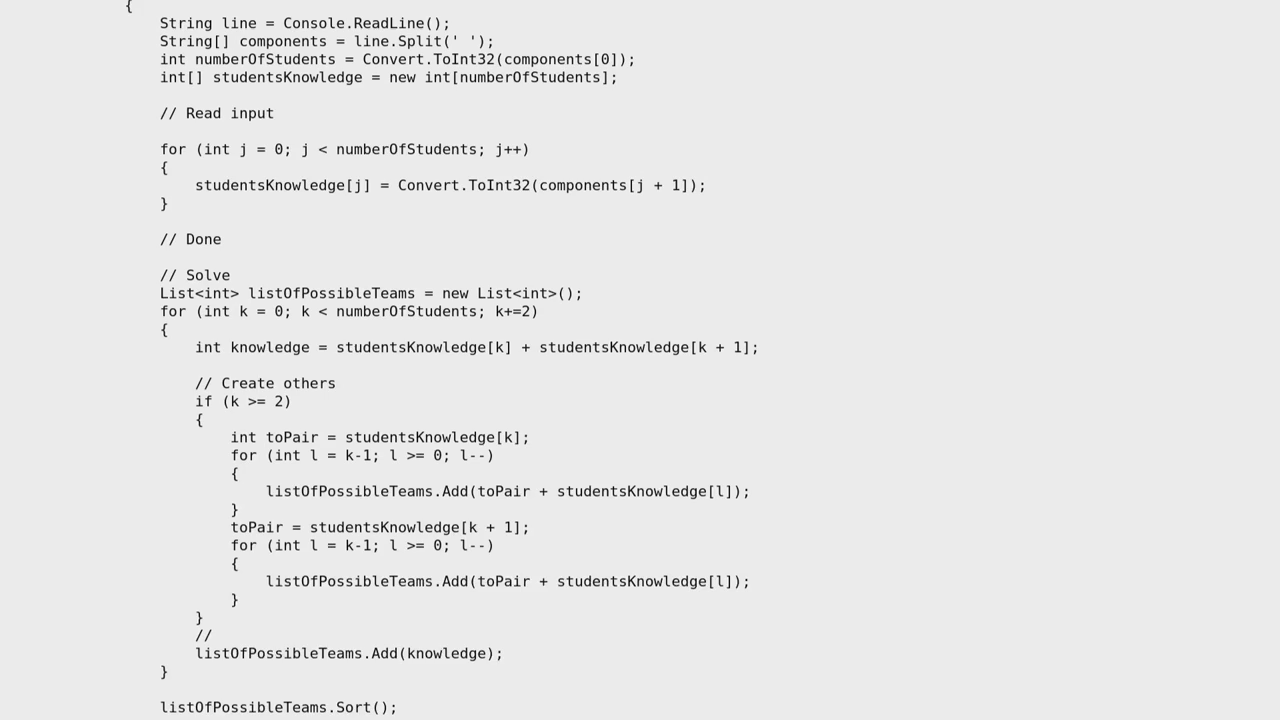 {
String line = Console.ReadLine();
String[] components = line.Split(' ');
int numberOfStudents = Convert.ToInt32(components[0]);
int[] studentsKnowledge = new int[numberOfStudents];
// Read input
for (int j = 0; j < numberOfStudents; j++)
{
studentsKnowledge[j] = Convert.ToInt32(components[j + 1]);
}
// Done
// Solve
List<int> listOfPossibleTeams = new List<int>();
for (int k = 0; k < numberOfStudents; k+=2)
{
int knowledge = studentsKnowledge[k] + studentsKnowledge[k + 1];
// Create others
if (k >= 2)
{
int toPair = studentsKnowledge[k];
for (int l = k-1; l >= 0; l--)
{
listOfPossibleTeams.Add(toPair + studentsKnowledge[l]);
}
toPair = studentsKnowledge[k + 1];
for (int l = k-1; l >= 0; l--)
{
listOfPossibleTeams.Add(toPair + studentsKnowledge[l]);
}
}
//
listOfPossibleTeams.Add(knowledge);
}
listOfPossibleTeams.Sort();